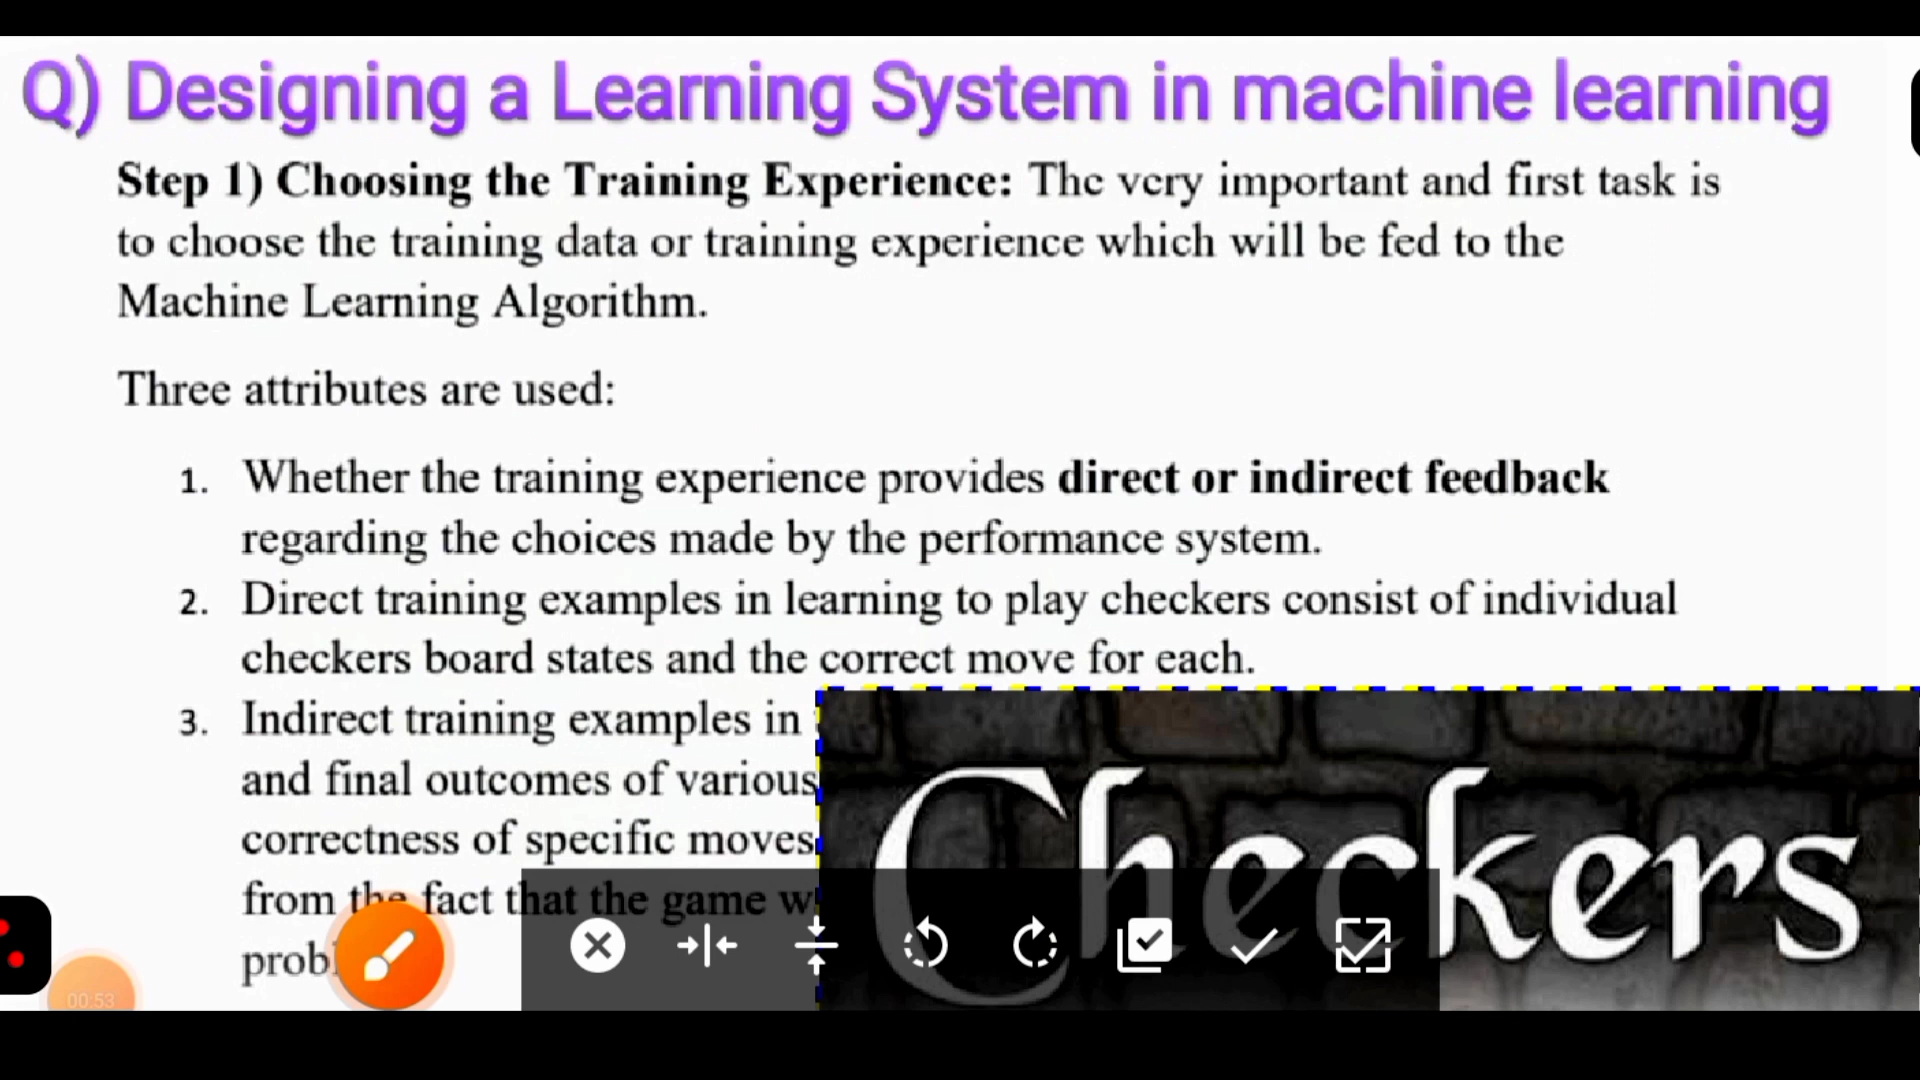 Q) Designing a Learning System in machine learning
Step 1) Choosing the Training Experience: The very important and first task is
to choose the training data or training experience which will be fed to the
Machine Learning Algorithm.
Three attributes are used:
1. Whether the training experience provides direct or indirect feedback
regarding the choices made by the performance system.
2. Direct training examples in learning to play checkers consist of individual
checkers board states and the correct move for each.
3. Indirect training examples in
and final outcomes of various
correctness of specific moves
from the fact that the game
Checkers
00:53